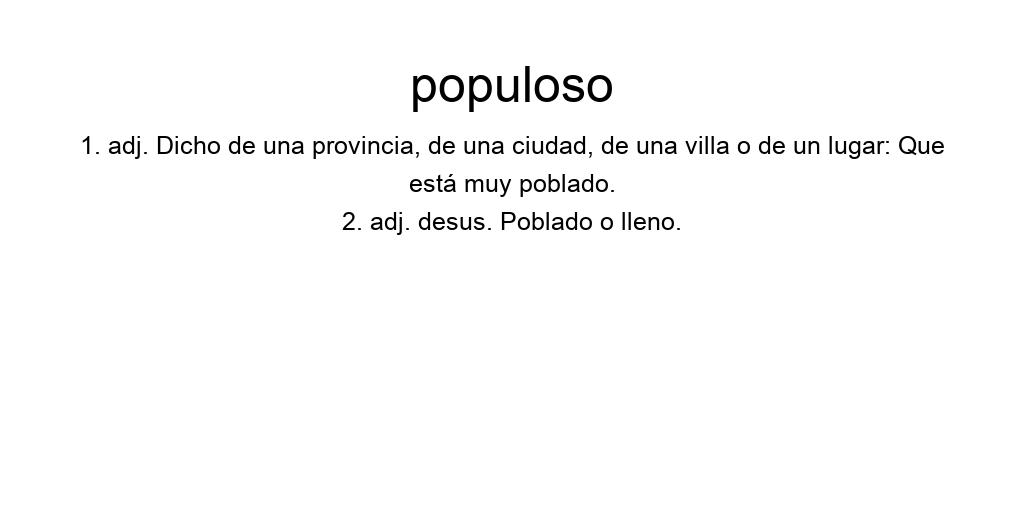 populoso
1. adj. Dicho de una provincia, de una ciudad, de una villa o de un lugar: Que
está muy poblado.
2. adj. desus. Poblado o lleno.